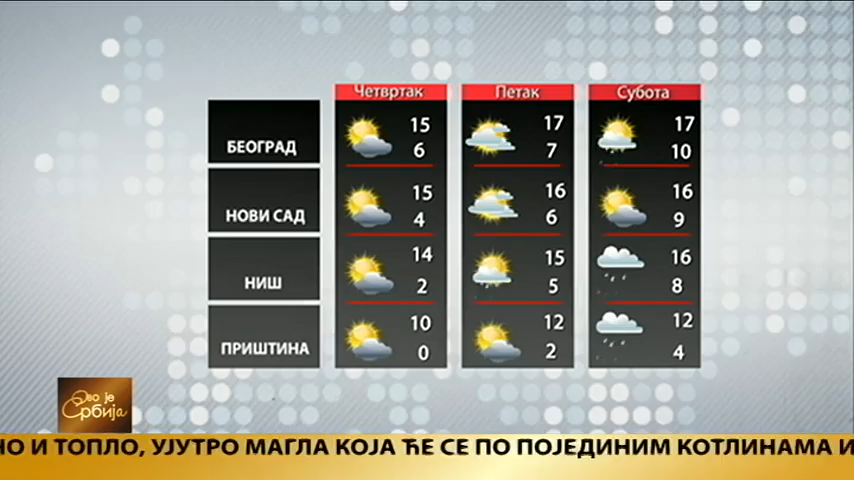 Четвртак Петак Субота
БЕОГРАД 15 17 17
6 7 10
НОВИ САД 15 16 16
4 6 9
НИШ 14 15 16
2 5 8
ПРИШТИНА 10 12 12
0 2 4
Ово је
Србија
НО И ТОПЛО, УЈУТРО МАГЛА КОЈА ЋЕ СЕ ПО ПОЈЕДИНИМ КОТЛИНАМА И